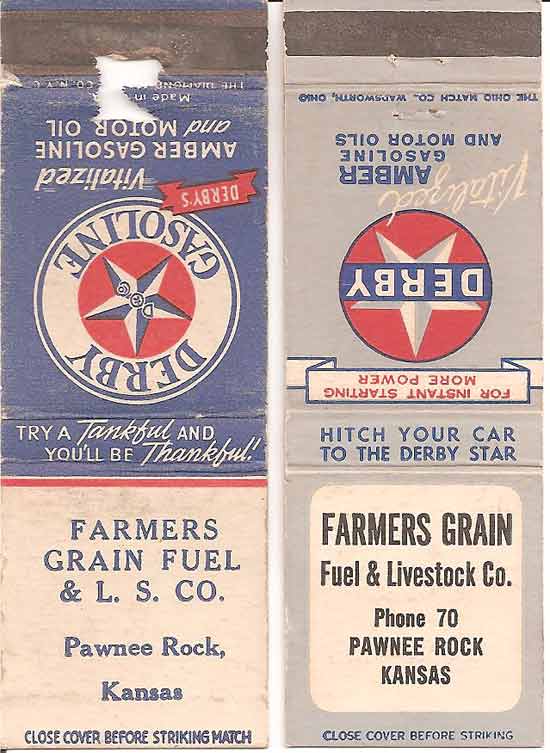 DERBY
GASOLINE
DERBY'S
Vitalized
AMBER GASOLINE
and MOTOR OIL
Made in
THE DIAMOND CO. N.Y.C.
TRY A Tankful AND
YOU'LL BE Thankful!
FARMERS
GRAIN FUEL
& L. S. CO.
Pawnee Rock,
Kansas
CLOSE COVER BEFORE STRIKING MATCH
FOR INSTANT STARTING
MORE POWER
DERBY
Vitalized
AMBER
GASOLINE
AND MOTOR OILS
THE OHIO MATCH CO. WADSWORTH, OHIO
HITCH YOUR CAR
TO THE DERBY STAR
FARMERS GRAIN
Fuel & Livestock Co.
Phone 70
PAWNEE ROCK
KANSAS
CLOSE COVER BEFORE STRIKING